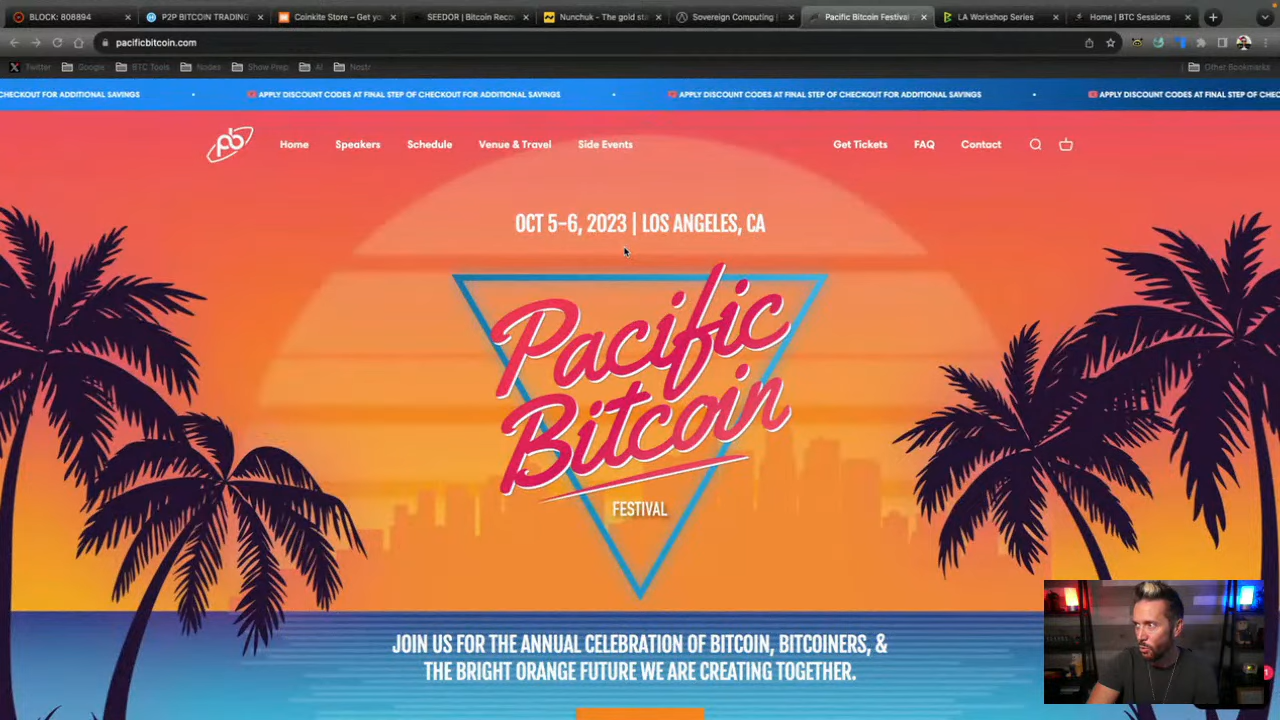 BLOCK: 808894
P2P BITCOIN TRADING
Coinkite Store – Get yo
SEEDOR | Bitcoin Reco
Nunchuk - The gold sta
Sovereign Computing |
Pacific Bitcoin Festival
LA Workshop Series
Home | BTC Sessions
pacificbitcoin.com
Twitter
Google
BTC Tools
Nodes
Show Prep
AI
Nostr
Other Bookmarks
CHECKOUT FOR ADDITIONAL SAVINGS • APPLY DISCOUNT CODES AT FINAL STEP OF CHECKOUT FOR ADDITIONAL SAVINGS • APPLY DISCOUNT CODES AT FINAL STEP OF CHECKOUT FOR ADDITIONAL SAVINGS • APPLY DISCOUNT CODES AT FINAL STEP OF CHEC
pb
Home
Speakers
Schedule
Venue & Travel
Side Events
Get Tickets
FAQ
Contact
OCT 5-6, 2023 | LOS ANGELES, CA
Pacific
Bitcoin
FESTIVAL
JOIN US FOR THE ANNUAL CELEBRATION OF BITCOIN, BITCOINERS, &
THE BRIGHT ORANGE FUTURE WE ARE CREATING TOGETHER.